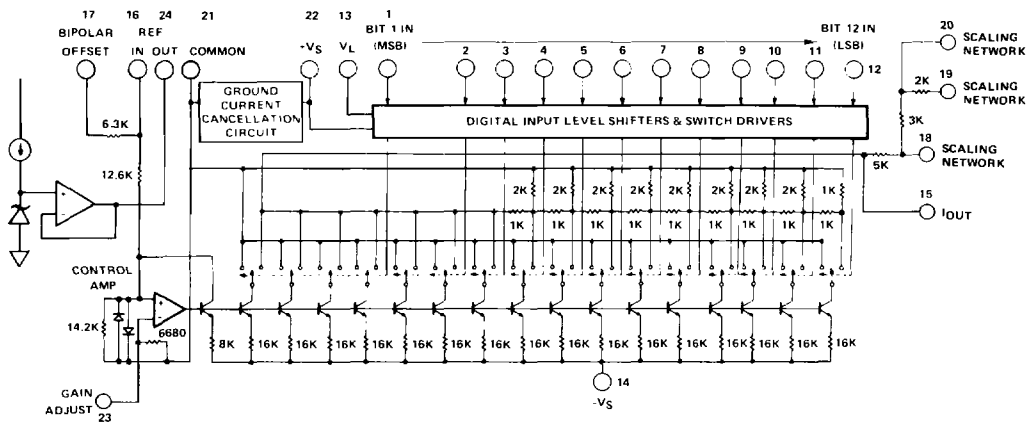 17 16 24 21 22 13 1
20
BIPOLAR OFFSET
REF IN OUT
COMMON
-VS
VL
BIT 1 IN (MSB)
2 3 4 5 6 7 8 9 10 11
BIT 12 IN (LSB)
12
SCALING NETWORK
19
SCALING NETWORK
2K
3K
18
SCALING NETWORK
5K
15
IOUT
GROUND CURRENT CANCELLATION CIRCUIT
DIGITAL INPUT LEVEL SHIFTERS & SWITCH DRIVERS
6.3K
12.6K
2K 2K 2K 2K 2K 2K 2K 1K
1K 1K 1K 1K 1K 1K 1K 1K
+
-
CONTROL AMP
+
-
14.2K
6680
8K 16K 16K 16K 16K 16K 16K 16K 16K 16K 16K 16K 16K 16K 16K 16K
14
-VS
GAIN ADJUST
23